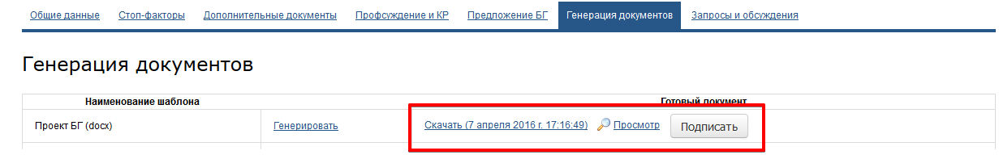 Общие данные Стоп-факторы Дополнительные документы Профсуждение и КР Предложение БГ Генерация документов Запросы и обсуждения
Генерация документов
Наименование шаблона Готовый документ
Проект БГ (docx) Генерировать Скачать (7 апреля 2016 г. 17:16:49) Просмотр Подписать